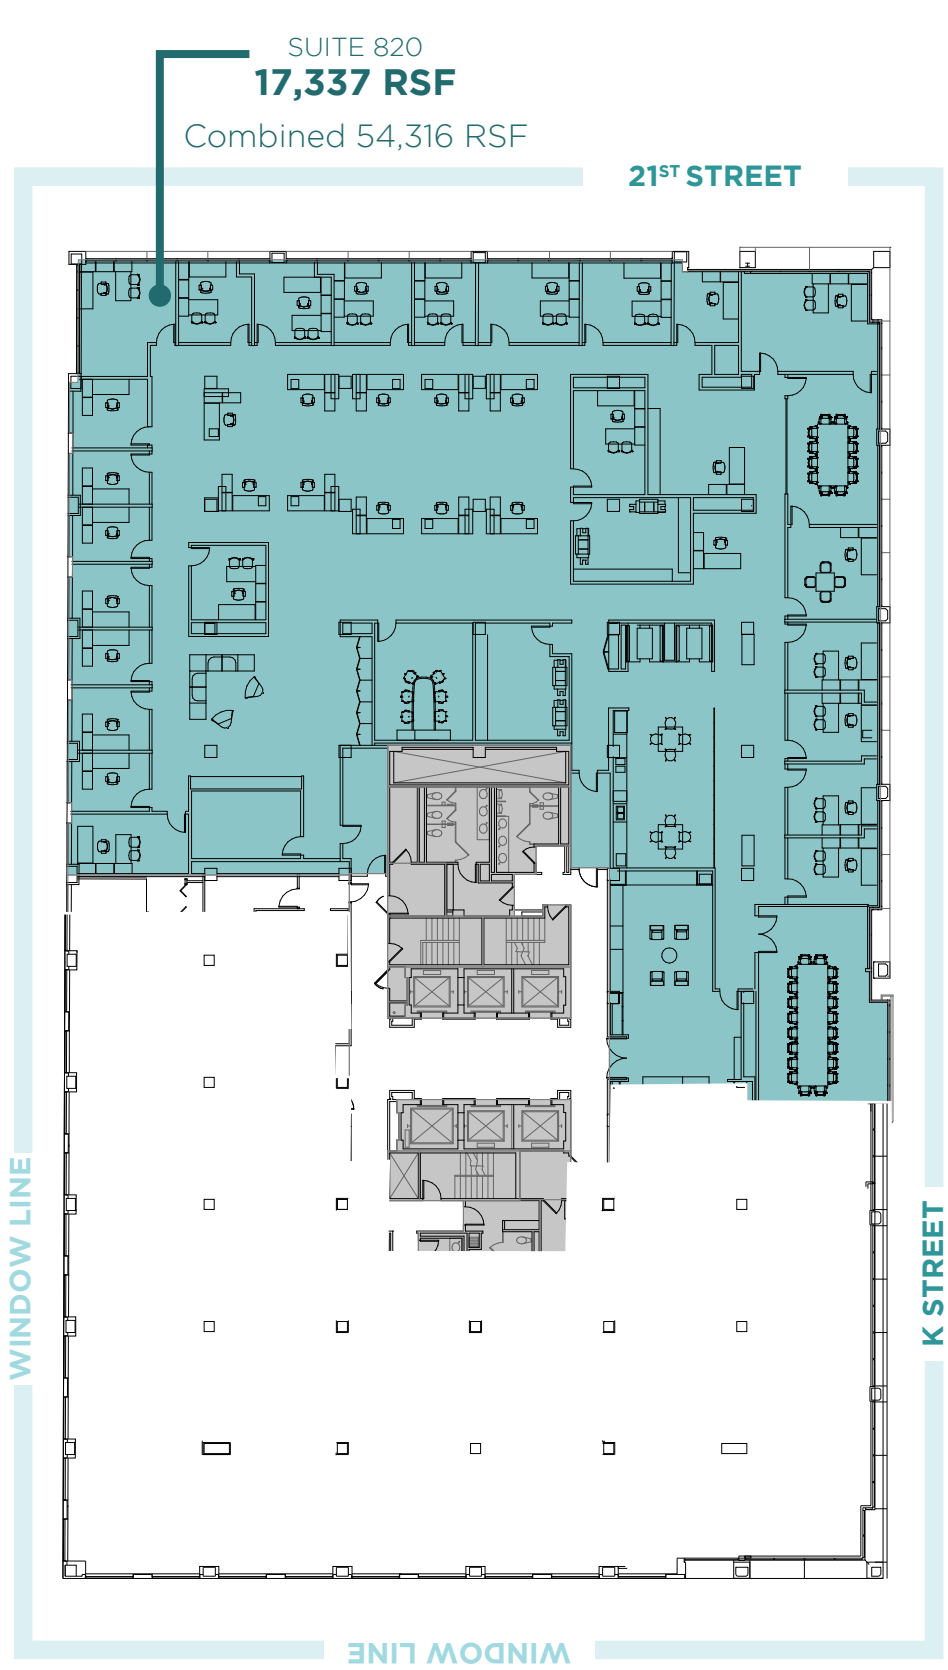 SUITE 820
17,337 RSF
Combined 54,316 RSF
21ST STREET
WINDOW LINE
K STREET
WINDOW LINE